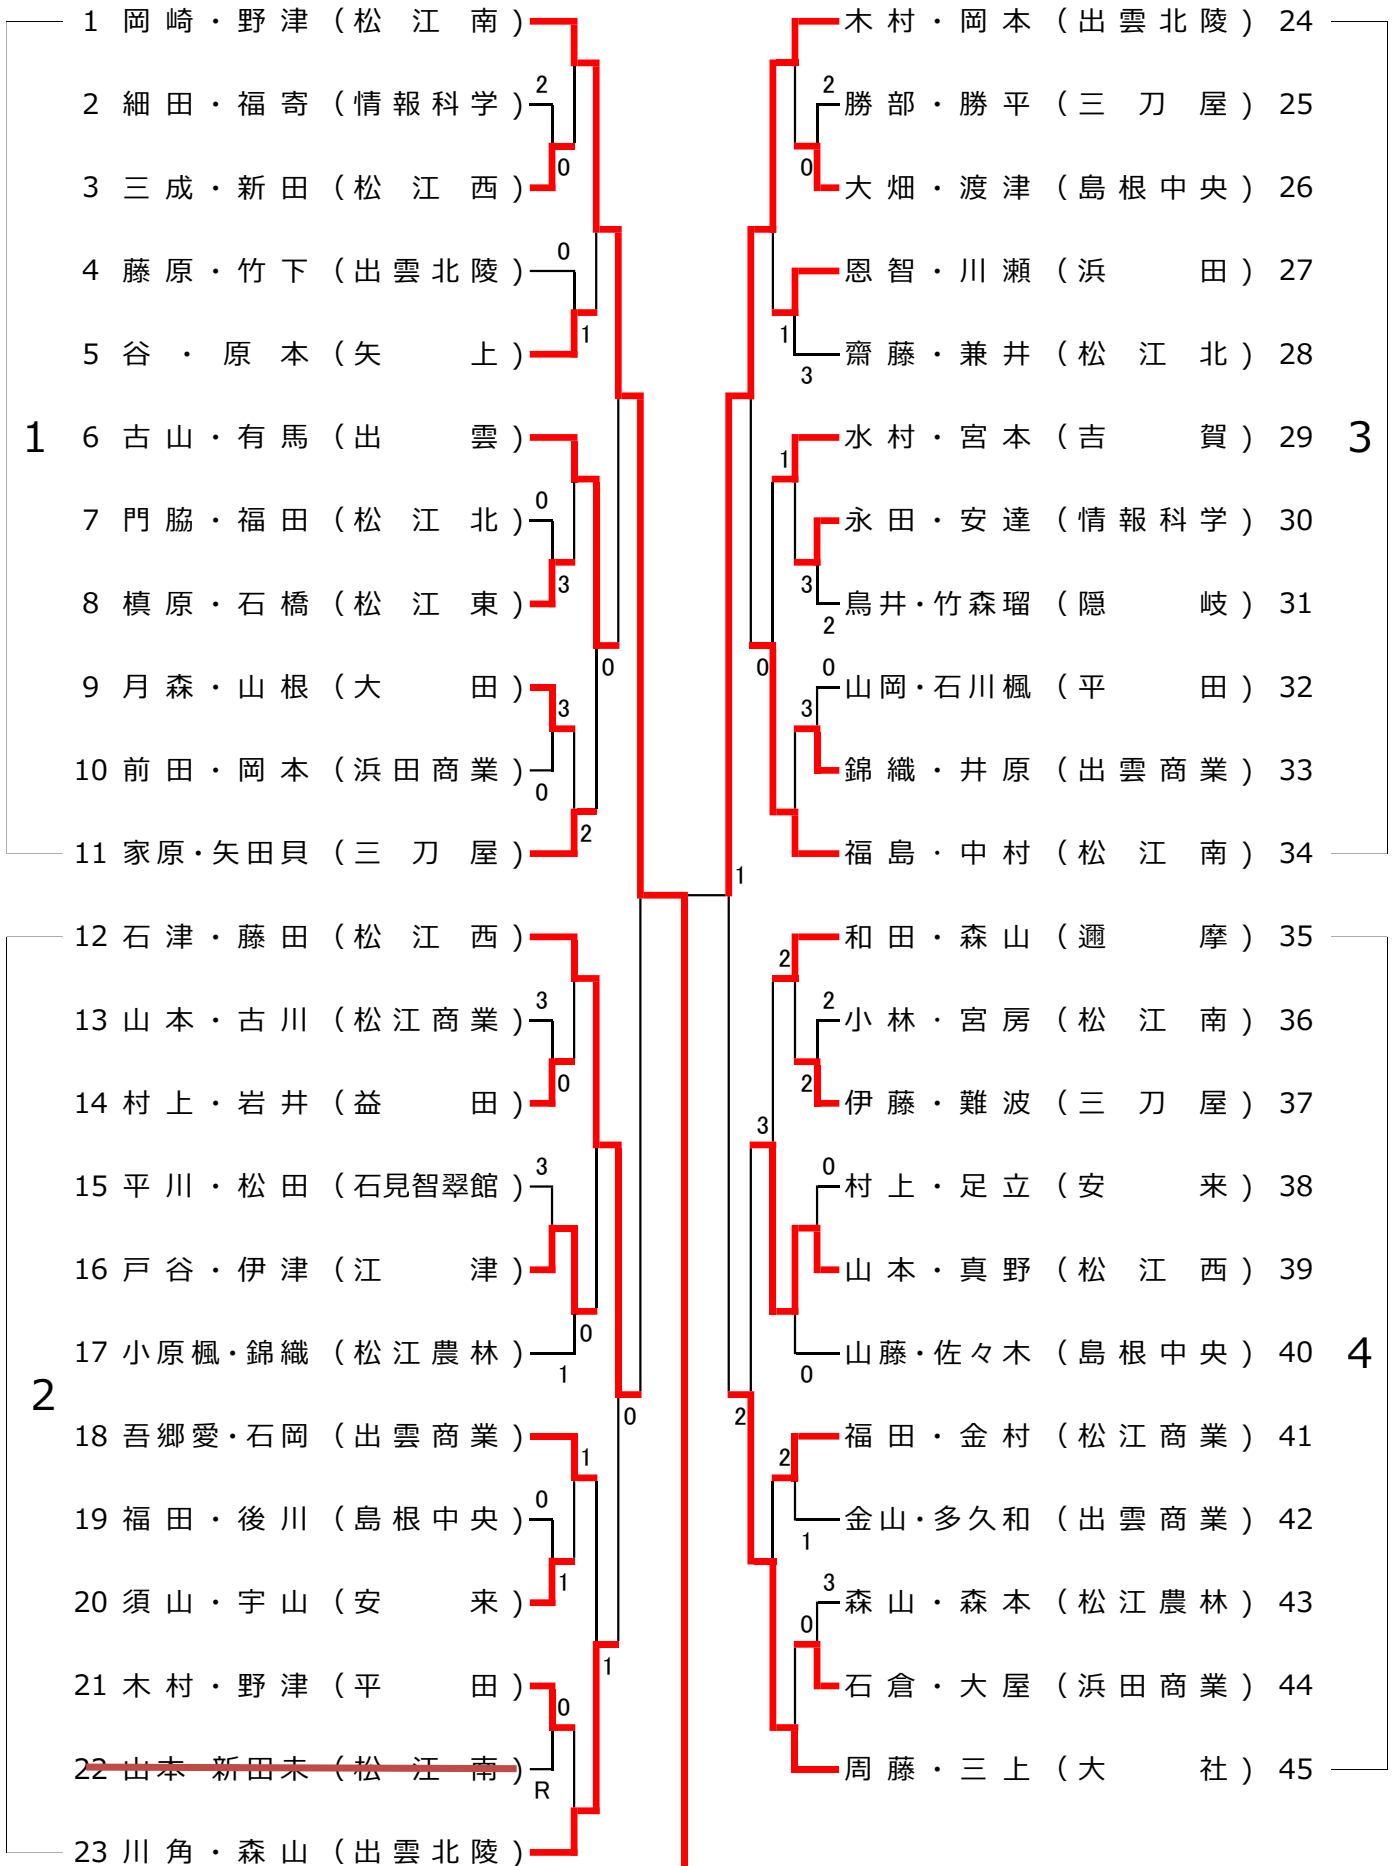 1 岡崎・野津（松江南）
2 細田・福寄（情報科学） 2
0
3 三成・新田（松江西）
4 藤原・竹下（出雲北陵） 0
1
5 谷・原本（矢上）
1
6 古山・有馬（出雲）
7 門脇・福田（松江北） 0
3
8 槙原・石橋（松江東）
0
9 月森・山根（大田）
3
10 前田・岡本（浜田商業）
0
2
11 家原・矢田貝（三刀屋）
12 石津・藤田（松江西）
13 山本・古川（松江商業） 3
0
14 村上・岩井（益田）
15 平川・松田（石見智翠館） 3
16 戸谷・伊津（江津）
0
17 小原楓・錦織（松江農林）
1
2
0
18 吾郷愛・石岡（出雲商業）
1
19 福田・後川（島根中央） 0
1
20 須山・宇山（安来）
1
21 木村・野津（平田）
0
22 山本 新田未（松江南）
R
23 川角・森山（出雲北陵）
木村・岡本（出雲北陵） 24
2 勝部・勝平（三刀屋） 25
0
大畑・渡津（島根中央） 26
恩智・川瀬（浜田） 27
1
齋藤・兼井（松江北） 28
3
水村・宮本（吉賀） 29
3
1
永田・安達（情報科学） 30
3
鳥井・竹森瑠（隠岐） 31
2
0
0
山岡・石川楓（平田） 32
3
錦織・井原（出雲商業） 33
福島・中村（松江南） 34
1
和田・森山（邇摩） 35
2
2
小林・宮房（松江南） 36
2
伊藤・難波（三刀屋） 37
3
0
村上・足立（安来） 38
山本・真野（松江西） 39
山藤・佐々木（島根中央） 40
0
4
2
福田・金村（松江商業） 41
2
金山・多久和（出雲商業） 42
1
3
森山・森本（松江農林） 43
0
石倉・大屋（浜田商業） 44
周藤・三上（大社） 45